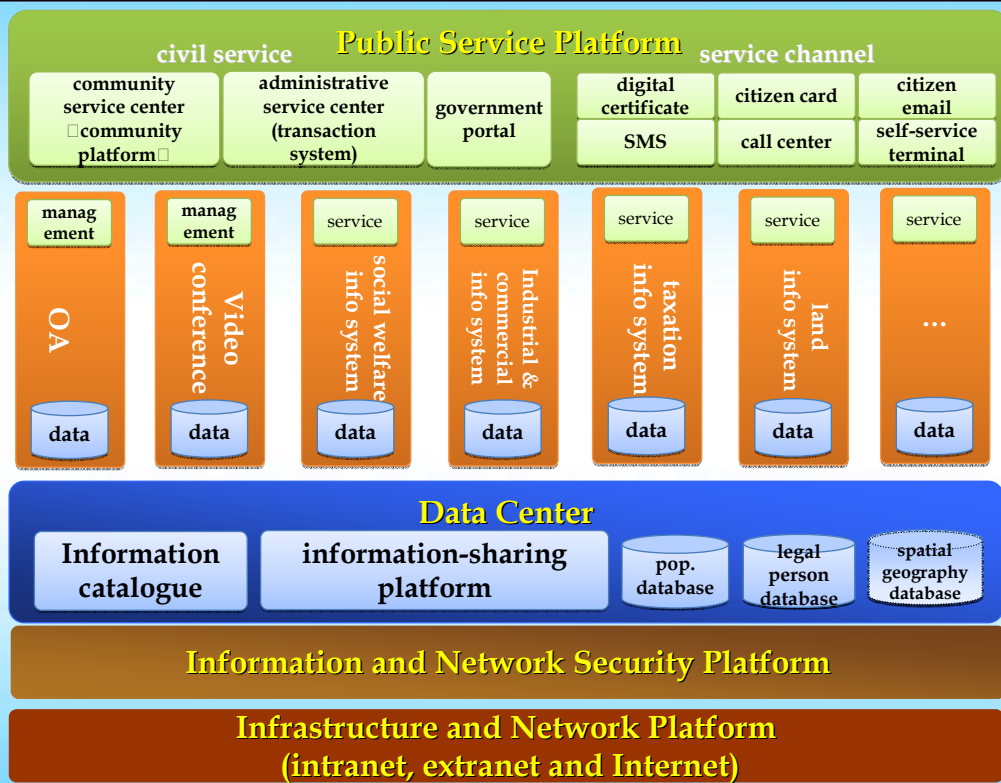 Public Service Platform
civil service
service channel
community
service center
□community
platform□
administrative
service center
(transaction
system)
government
portal
digital
certificate
citizen card
citizen
email
SMS
call center
self-service
terminal
manag
ement
OA
data
manag
ement
Video
conference
data
service
social welfare
info system
data
service
Industrial &
commercial
info system
data
service
taxation
info system
data
service
land
info system
data
service
...
data
Data Center
Information
catalogue
information-sharing
platform
pop.
database
legal
person
database
spatial
geography
database
Information and Network Security Platform
Infrastructure and Network Platform
(intranet, extranet and Internet)